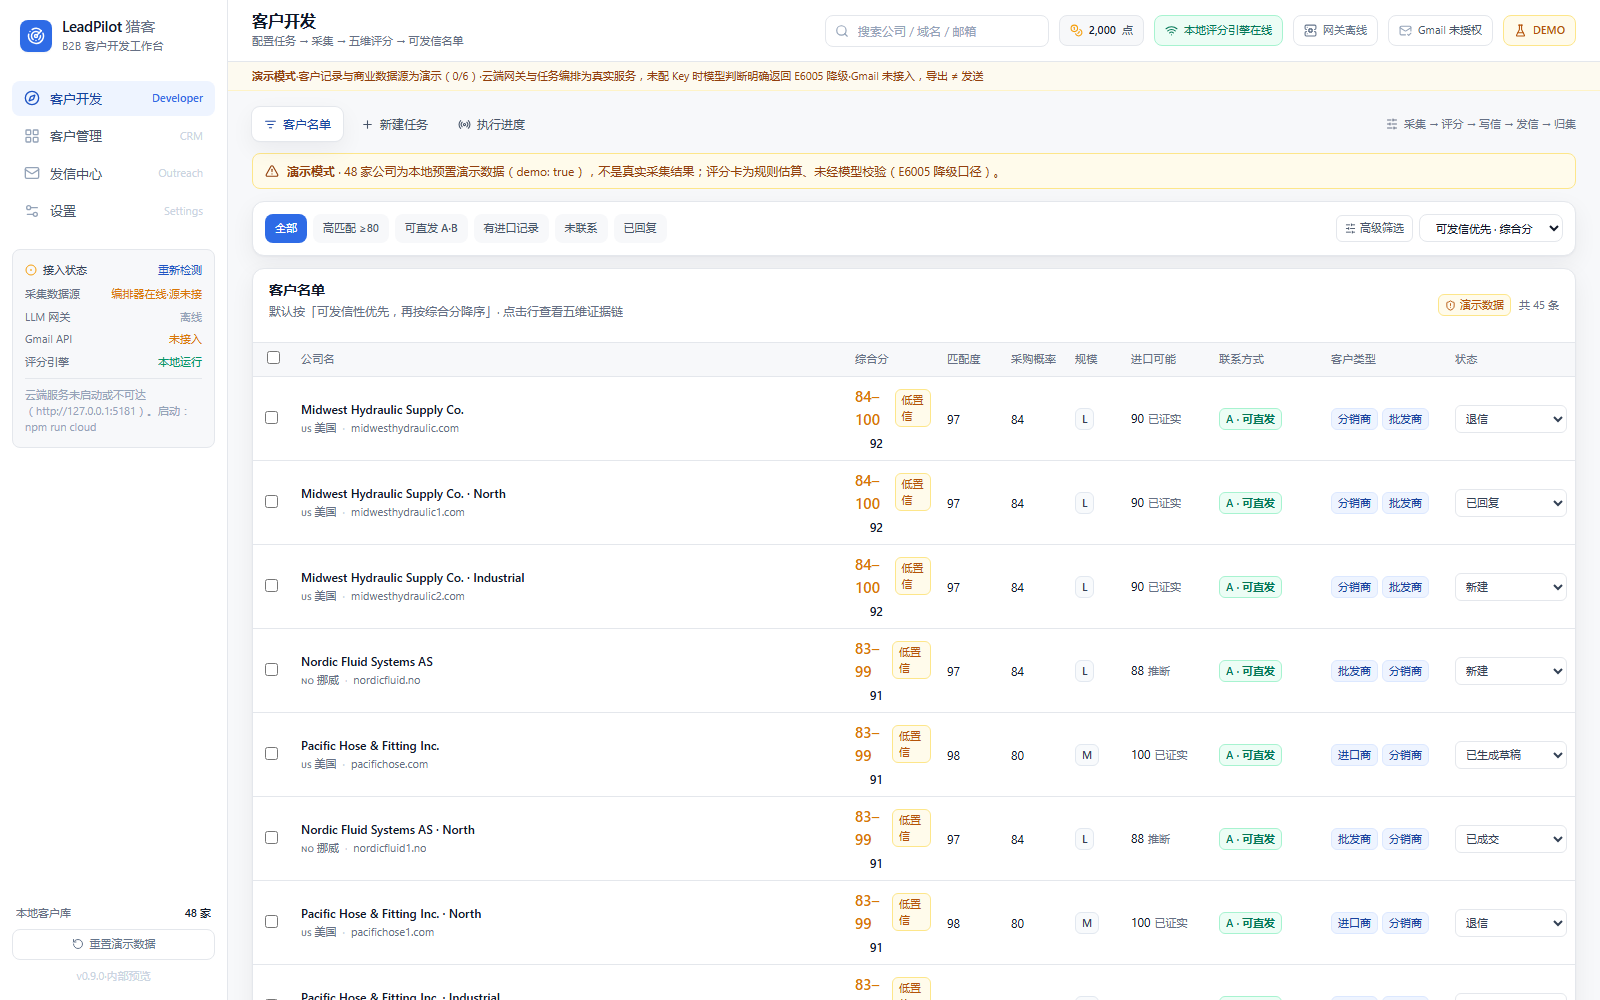 LeadPilot 猎客
B2B 客户开发工作台
客户开发 Developer
客户管理 CRM
发信中心 Outreach
设置 Settings
接入状态 重新检测
采集数据源 编排器在线·源未接
LLM 网关 离线
Gmail API 未接入
评分引擎 本地运行
云端服务未启动或不可达
（http://127.0.0.1:5181）。启动：
npm run cloud
本地客户库 48 家
重置演示数据
v0.9.0·内部预览
客户开发
配置任务 → 采集 → 五维评分 → 可发信名单
搜索公司 / 域名 / 邮箱
2,000 点
本地评分引擎在线
网关离线
Gmail 未授权
DEMO
演示模式·客户记录与商业数据源为演示（0/6）·云端网关与任务编排为真实服务，未配 Key 时模型判断明确返回 E6005 降级·Gmail 未接入，导出 ≠ 发送
客户名单
新建任务
执行进度
采集 → 评分 → 写信 → 发信 → 归集
演示模式 · 48 家公司为本地预置演示数据（demo: true），不是真实采集结果；评分卡为规则估算、未经模型校验（E6005 降级口径）。
全部 高匹配 ≥80 可直发 A·B 有进口记录 未联系 已回复
高级筛选 可发信优先 · 综合分
客户名单
默认按「可发信性优先，再按综合分降序」· 点击行查看五维证据链
演示数据 共 45 条
公司名 综合分 匹配度 采购概率 规模 进口可能 联系方式 客户类型 状态
Midwest Hydraulic Supply Co.
us 美国 · midwesthydraulic.com
84–100 低置信 92 97 84 L 90 已证实 A · 可直发 分销商 批发商 退信
Midwest Hydraulic Supply Co. · North
us 美国 · midwesthydraulic1.com
84–100 低置信 92 97 84 L 90 已证实 A · 可直发 分销商 批发商 已回复
Midwest Hydraulic Supply Co. · Industrial
us 美国 · midwesthydraulic2.com
84–100 低置信 92 97 84 L 90 已证实 A · 可直发 分销商 批发商 新建
Nordic Fluid Systems AS
NO 挪威 · nordicfluid.no
83–99 低置信 91 97 84 L 88 推断 A · 可直发 批发商 分销商 新建
Pacific Hose & Fitting Inc.
us 美国 · pacifichose.com
83–99 低置信 91 98 80 M 100 已证实 A · 可直发 进口商 分销商 已生成草稿
Nordic Fluid Systems AS · North
NO 挪威 · nordicfluid1.no
83–99 低置信 91 97 84 L 88 推断 A · 可直发 批发商 分销商 已成交
Pacific Hose & Fitting Inc. · North
us 美国 · pacifichose1.com
83–99 低置信 91 98 80 M 100 已证实 A · 可直发 进口商 分销商 退信
Pacific Hose & Fitting Inc. · Industrial
83– 低置